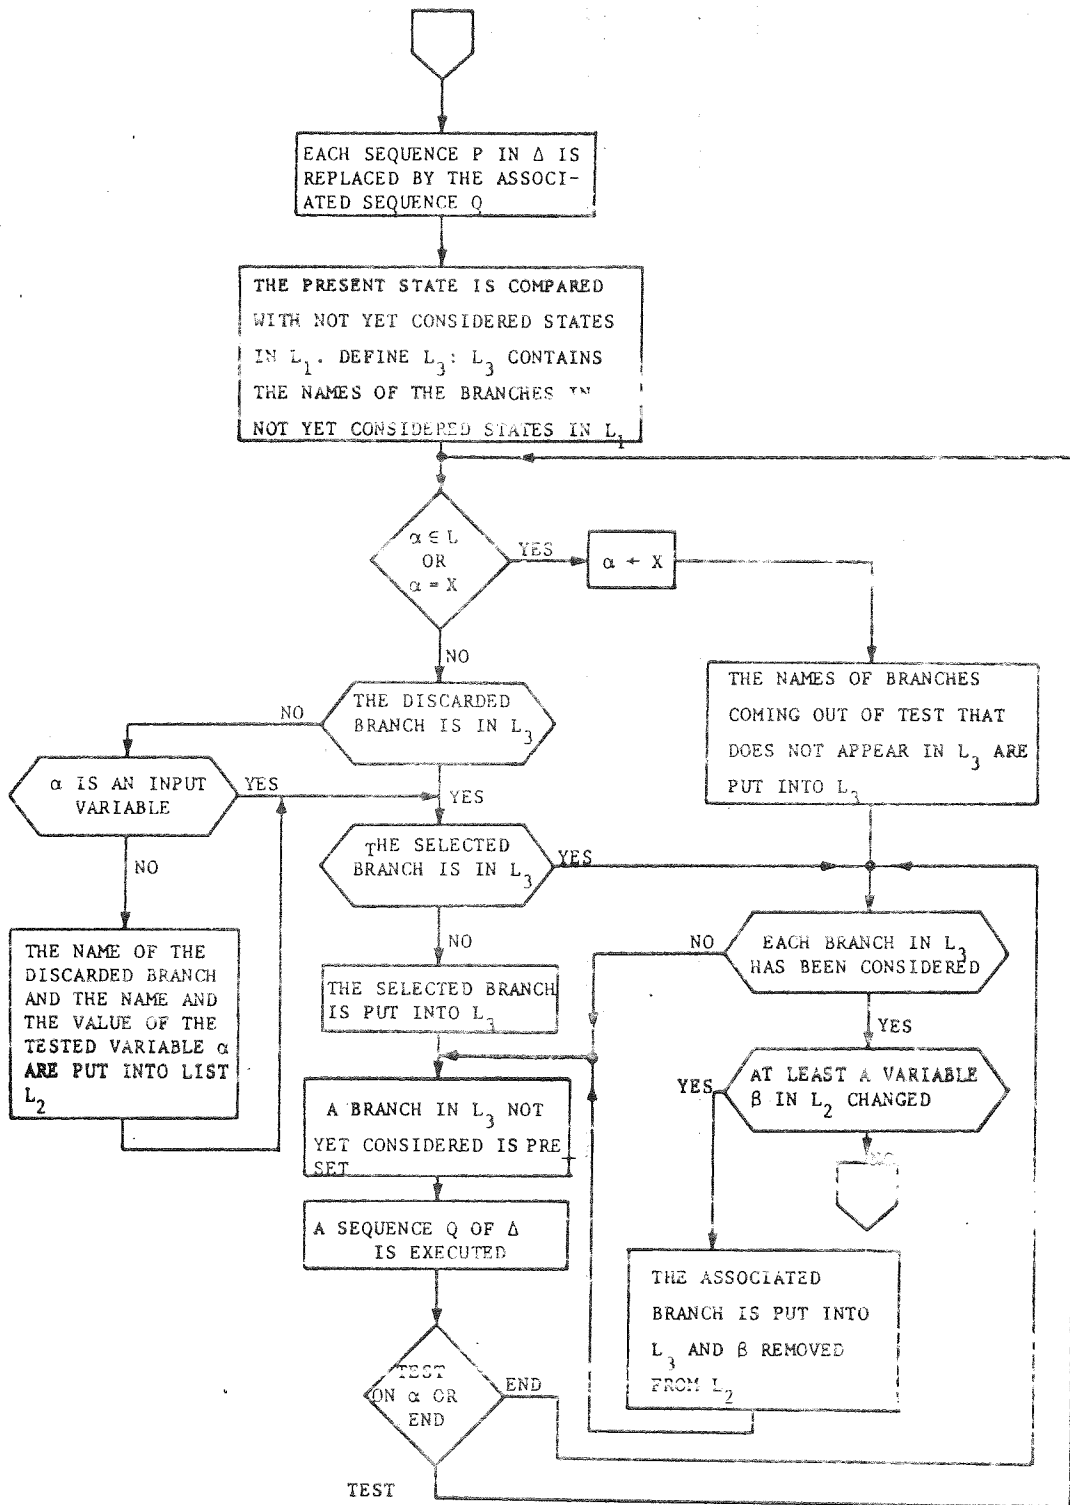 EACH SEQUENCE P IN Δ IS
REPLACED BY THE ASSOCI-
ATED SEQUENCE Q
THE PRESENT STATE IS COMPARED
WITH NOT YET CONSIDERED STATES
IN L₁. DEFINE L₃: L₃ CONTAINS
THE NAMES OF THE BRANCHES IN
NOT YET CONSIDERED STATES IN L₁
α ∈ L
OR
α = X
YES
α ← X
NO
THE DISCARDED
BRANCH IS IN L₃
NO
THE NAMES OF BRANCHES
COMING OUT OF TEST THAT
DOES NOT APPEAR IN L₃ ARE
PUT INTO L₃
α IS AN INPUT
VARIABLE
YES
YES
NO
THE SELECTED
BRANCH IS IN L₃
YES
NO
THE NAME OF THE
DISCARDED BRANCH
AND THE NAME AND
THE VALUE OF THE
TESTED VARIABLE α
ARE PUT INTO LIST
L₂
THE SELECTED BRANCH
IS PUT INTO L₃
NO
EACH BRANCH IN L₃
HAS BEEN CONSIDERED
YES
AT LEAST A VARIABLE
β IN L₂ CHANGED
YES
NO
A BRANCH IN L₃ NOT
YET CONSIDERED IS PRE
SET
A SEQUENCE Q OF Δ
IS EXECUTED
THE ASSOCIATED
BRANCH IS PUT INTO
L₃ AND β REMOVED
FROM L₂
TEST
ON α OR
END
END
TEST